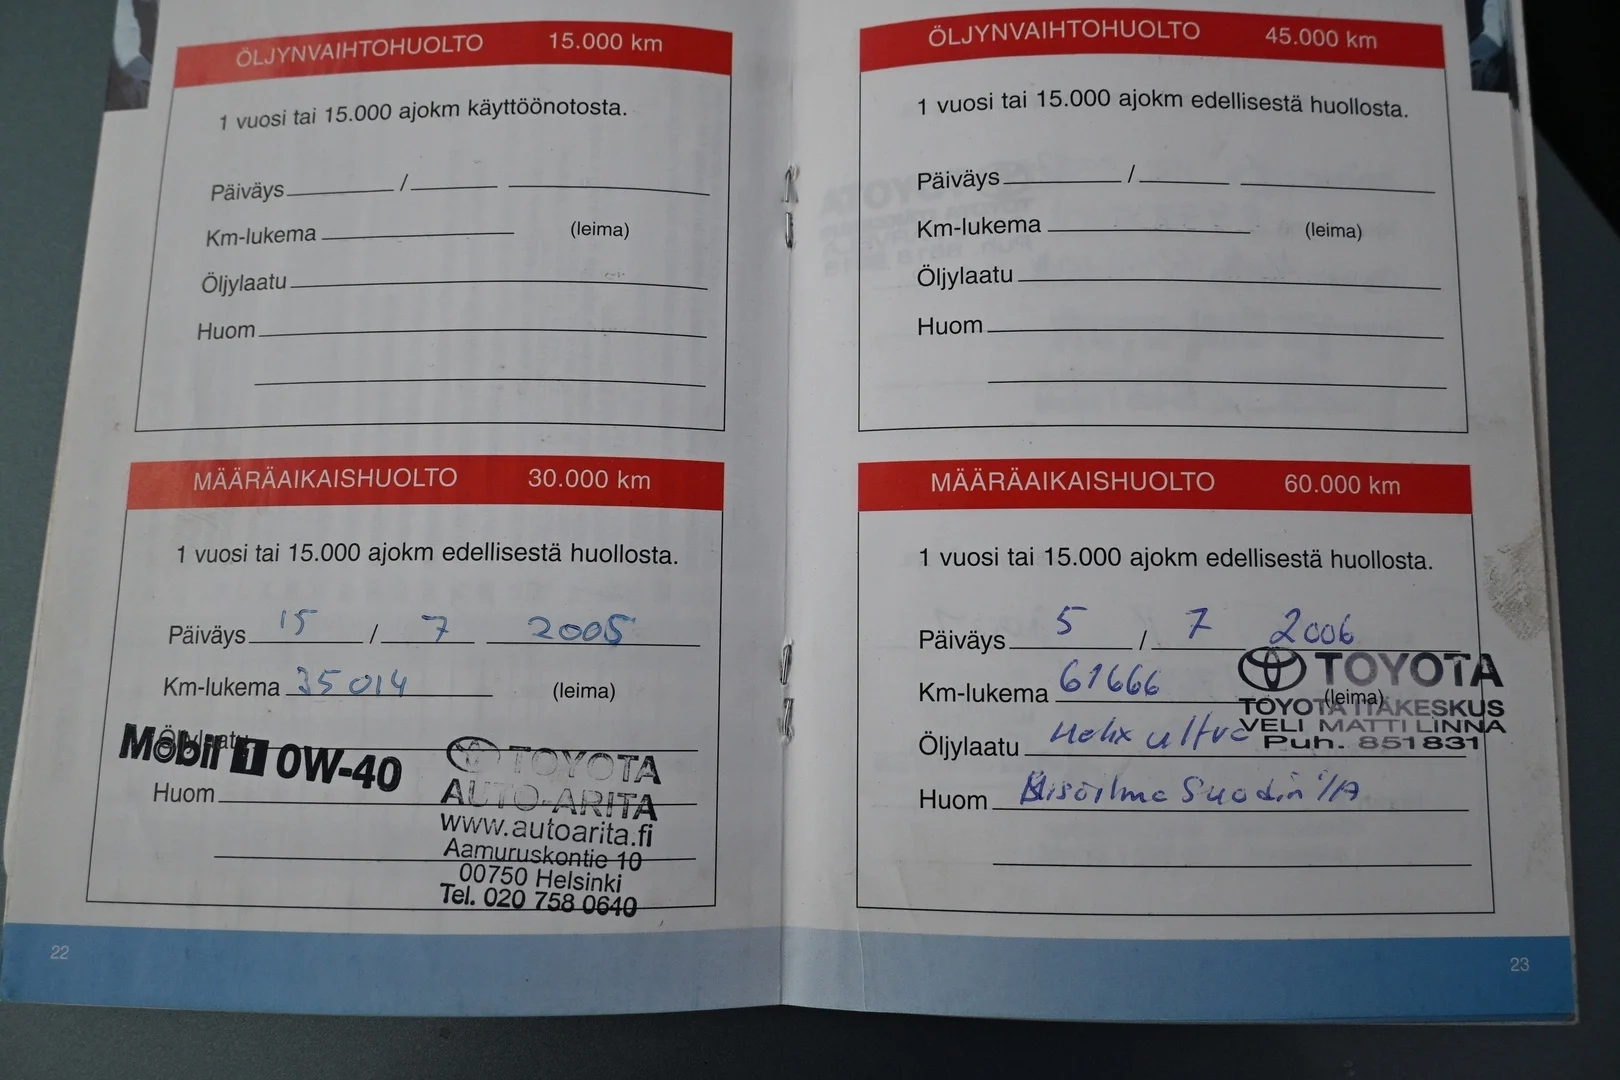 ÖLJYNVAIHTOHUOLTO 15.000 km
1 vuosi tai 15.000 ajokm käyttöönotosta.
Päiväys / 
Km-lukema (leima)
Öljylaatu
Huom
MÄÄRÄAIKAISHUOLTO 30.000 km
1 vuosi tai 15.000 ajokm edellisestä huollosta.
Päiväys 15 / 7 2005
Km-lukema 35014 (leima)
Öljylaatu
Mobil 1 0W-40
Huom
TOYOTA
AUTO-ARITA
www.autoarita.fi
Aamuruskontie 10
00750 Helsinki
Tel. 020 758 0640
22
ÖLJYNVAIHTOHUOLTO 45.000 km
1 vuosi tai 15.000 ajokm edellisestä huollosta.
Päiväys /
Km-lukema (leima)
Öljylaatu
Huom
MÄÄRÄAIKAISHUOLTO 60.000 km
1 vuosi tai 15.000 ajokm edellisestä huollosta.
Päiväys 5 / 7 2006
Km-lukema 61666 (leima)
TOYOTA
TOYOTA ITÄKESKUS
VELI MATTI LINNA
Puh. 851831
Öljylaatu Helix ultra
Huom Sisäilma Suodin
23